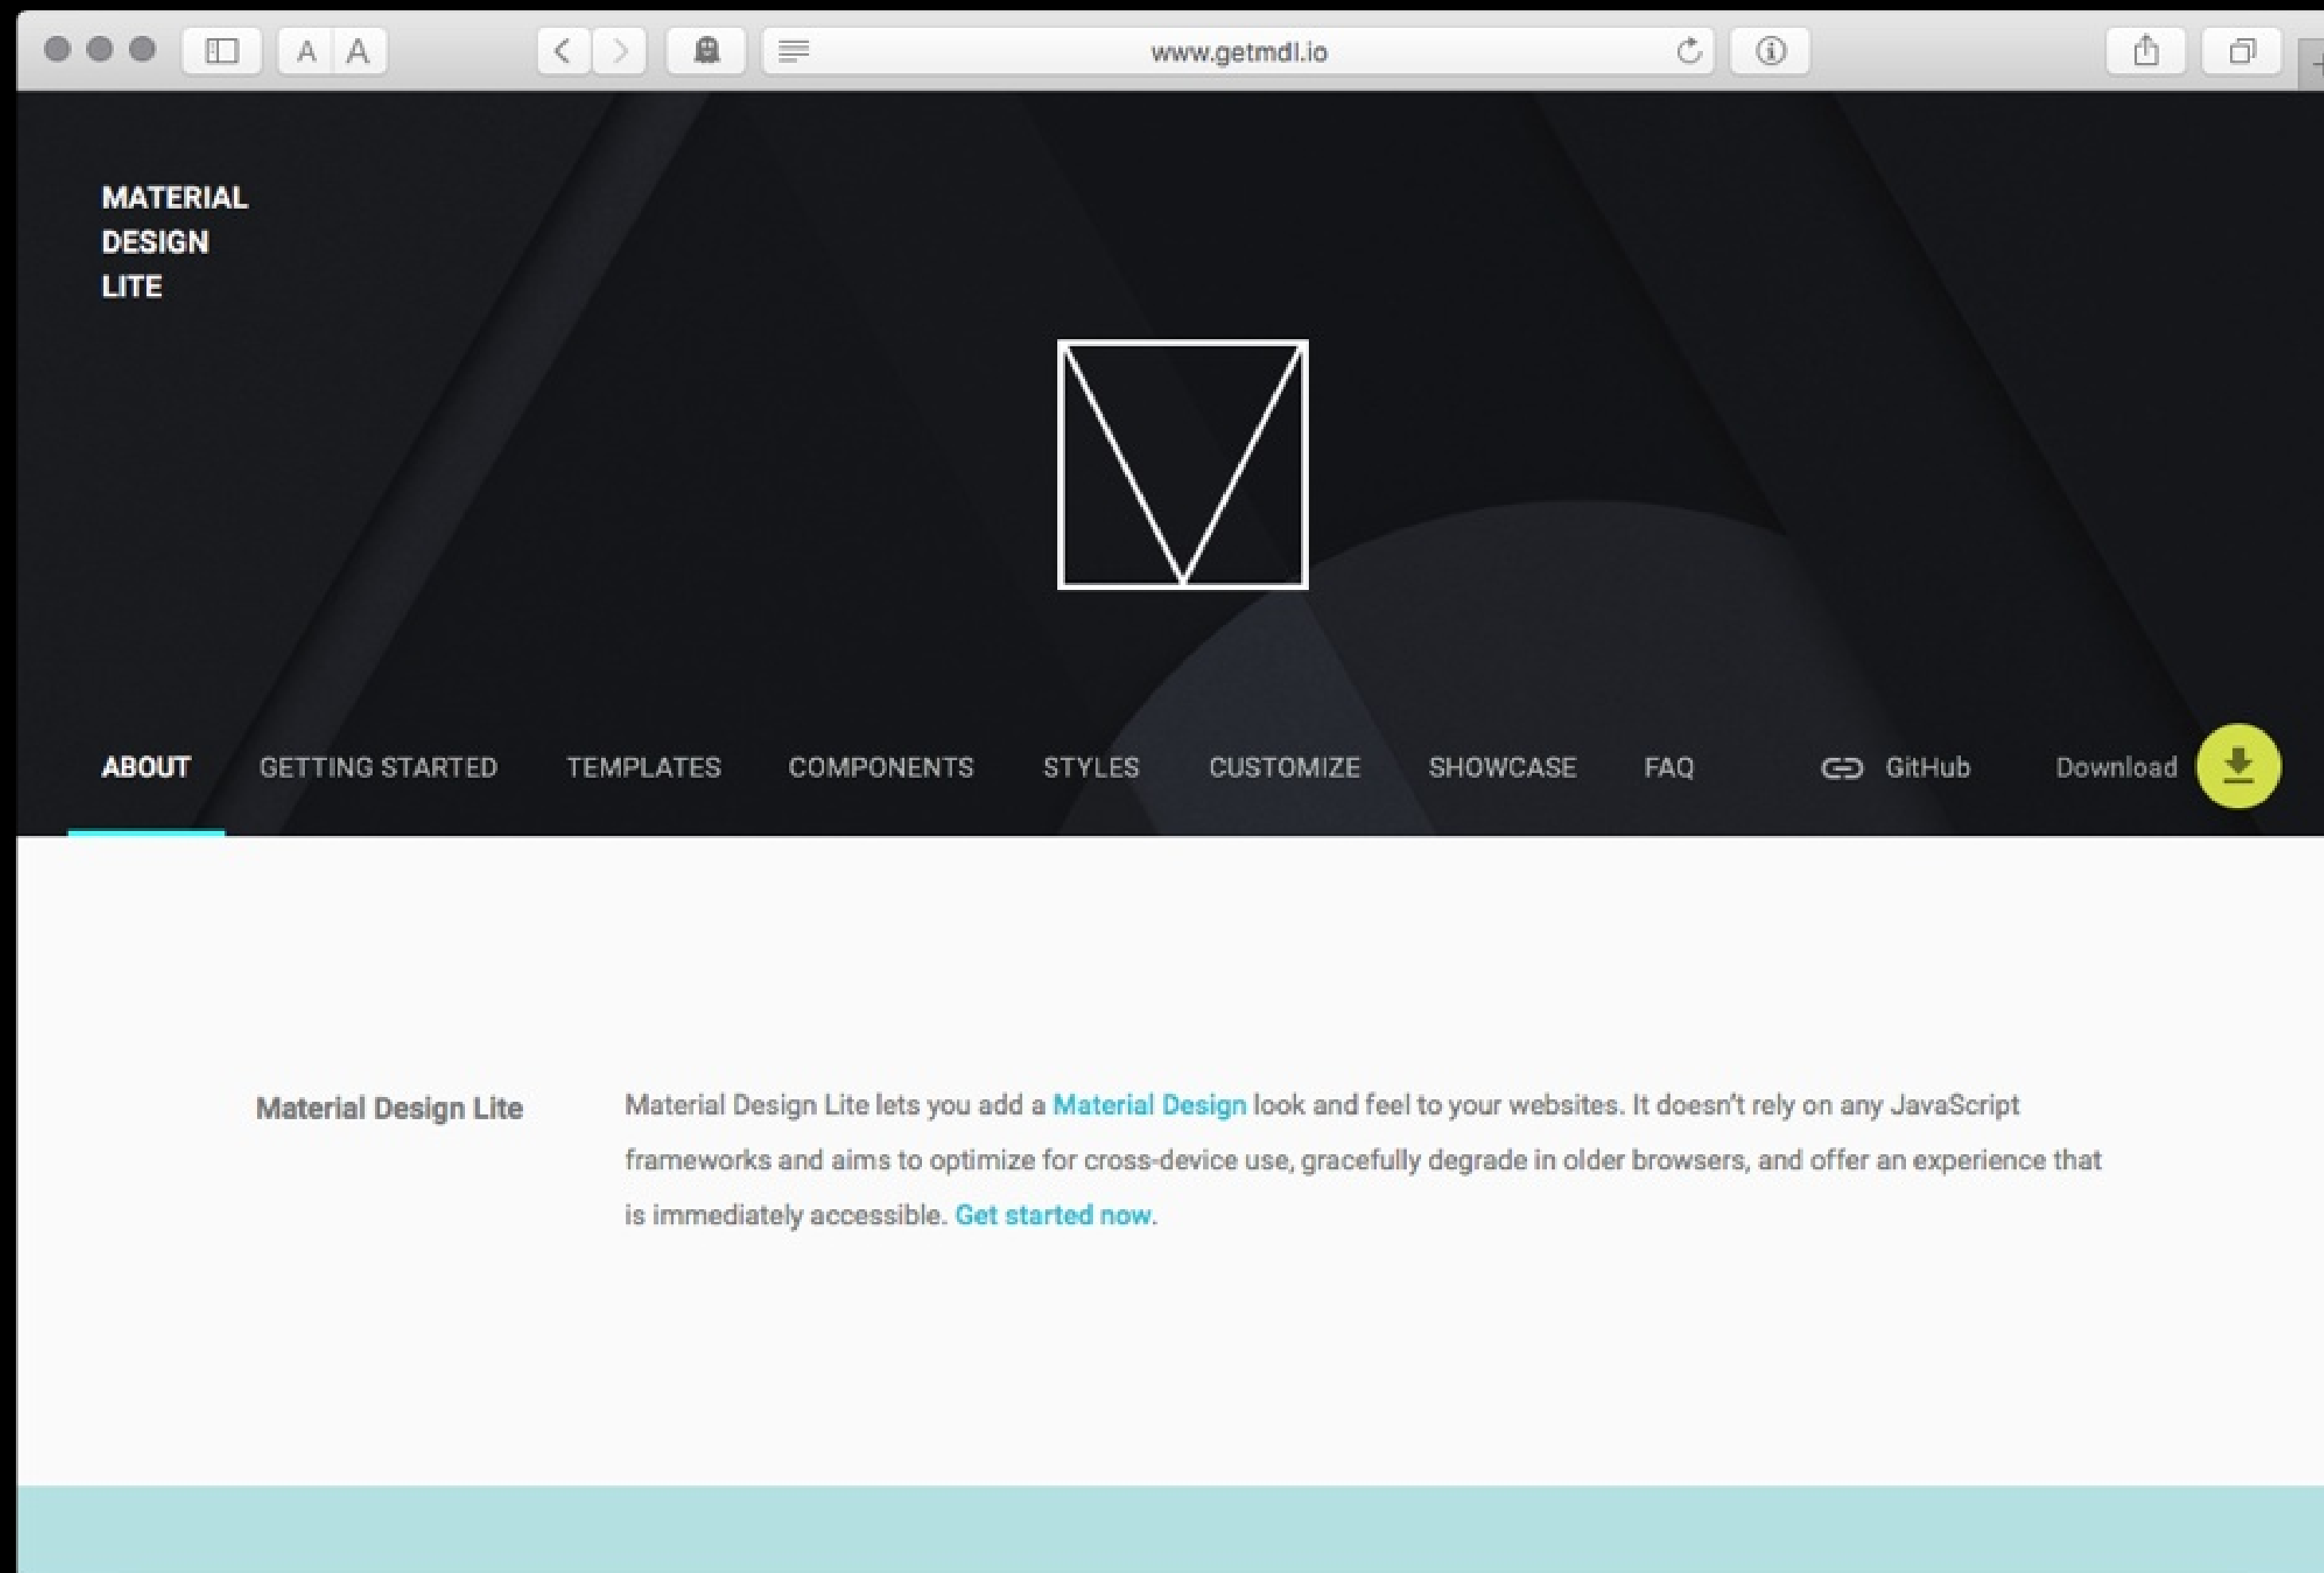 A A
www.getmdl.io
MATERIAL
DESIGN
LITE
ABOUT GETTING STARTED TEMPLATES COMPONENTS STYLES CUSTOMIZE SHOWCASE FAQ GitHub Download
Material Design Lite
Material Design Lite lets you add a Material Design look and feel to your websites. It doesn't rely on any JavaScript
frameworks and aims to optimize for cross-device use, gracefully degrade in older browsers, and offer an experience that
is immediately accessible. Get started now.